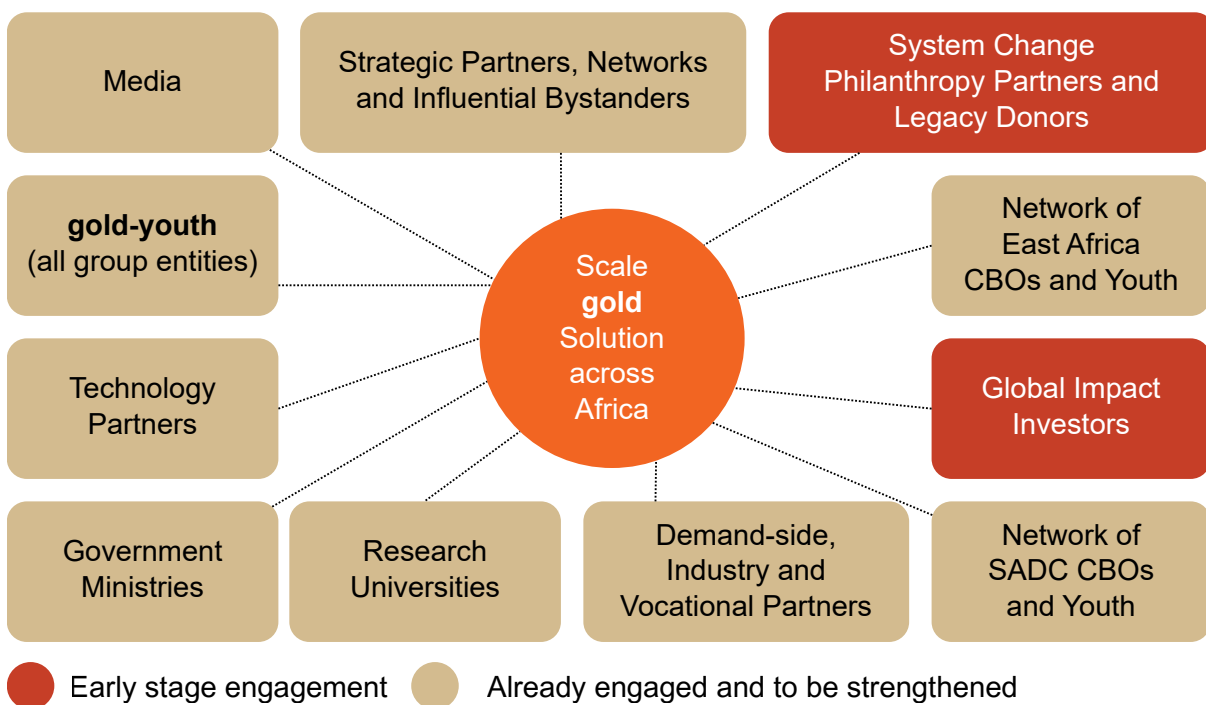 Media
Strategic Partners, Networks
and Influential Bystanders
System Change
Philanthropy Partners and
Legacy Donors
gold-youth
(all group entities)
Scale
gold
Solution
across
Africa
Network of
East Africa
CBOs and Youth
Technology
Partners
Global Impact
Investors
Government
Ministries
Research
Universities
Demand-side,
Industry and
Vocational Partners
Network of
SADC CBOs
and Youth
Early stage engagement
Already engaged and to be strengthened